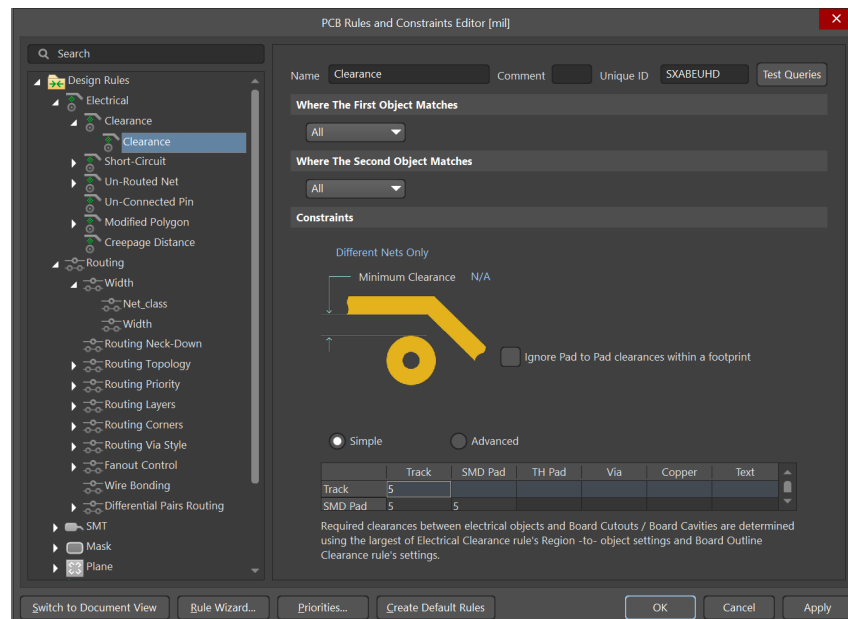 PCB Rules and Constraints Editor [mil]
Search
Design Rules
Electrical
Clearance
Clearance
Short-Circuit
Un-Routed Net
Un-Connected Pin
Modified Polygon
Creepage Distance
Routing
Width
Net_class
Width
Routing Neck-Down
Routing Topology
Routing Priority
Routing Layers
Routing Corners
Routing Via Style
Fanout Control
Wire Bonding
Differential Pairs Routing
SMT
Mask
Plane
Name Clearance Comment Unique ID SXABEUHD Test Queries
Where The First Object Matches
All
Where The Second Object Matches
All
Constraints
Different Nets Only
Minimum Clearance N/A
Ignore Pad to Pad clearances within a footprint
Simple Advanced
Track SMD Pad TH Pad Via Copper Text
Track 5
SMD Pad 5 5
Required clearances between electrical objects and Board Cutouts / Board Cavities are determined
using the largest of Electrical Clearance rule's Region -to- object settings and Board Outline
Clearance rule's settings.
Switch to Document View Rule Wizard... Priorities... Create Default Rules OK Cancel Apply